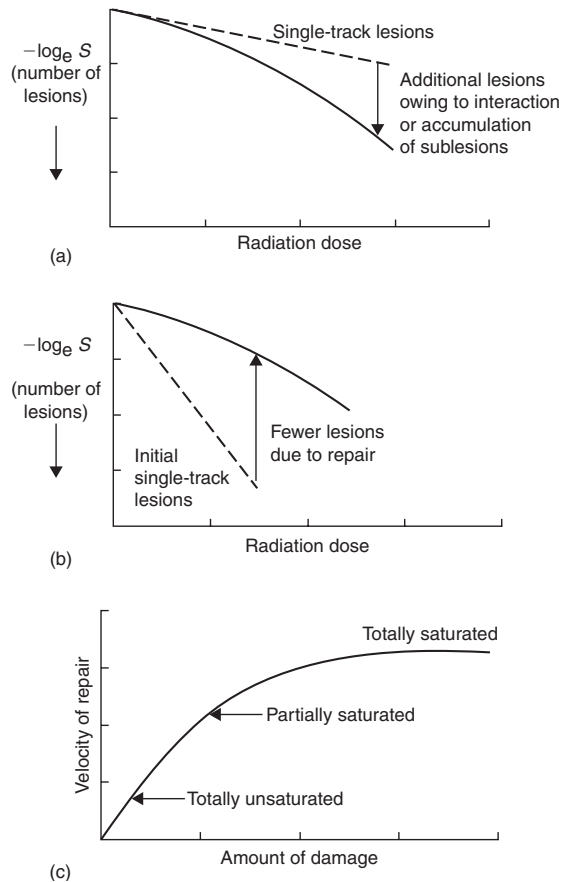 −logₑ S
(number of
lesions)
Single-track lesions
Additional lesions
owing to interaction
or accumulation
of sublesions
Radiation dose
(a)
−logₑ S
(number of
lesions)
Initial
single-track
lesions
Fewer lesions
due to repair
Radiation dose
(b)
Velocity of repair
Totally saturated
Partially saturated
Totally unsaturated
Amount of damage
(c)